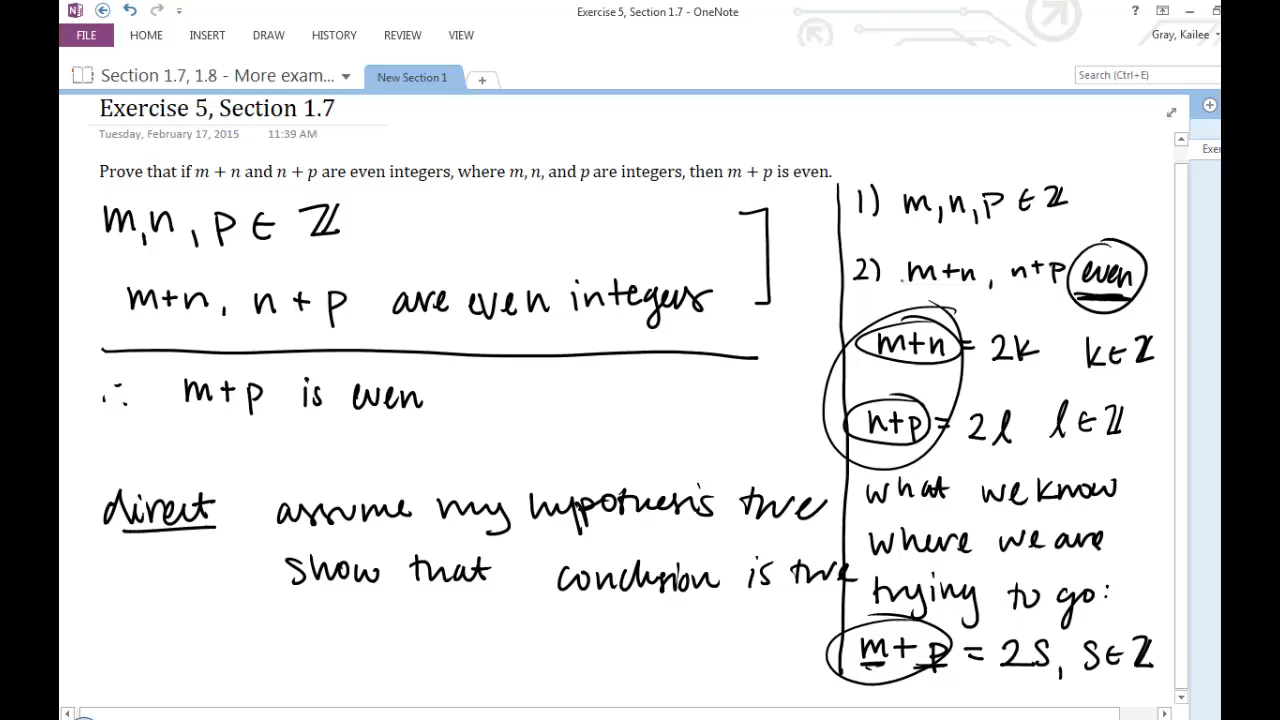 Exercise 5, Section 1.7 - OneNote
?
FILE HOME INSERT DRAW HISTORY REVIEW VIEW
Gray, Kailee
Section 1.7, 1.8 - More exam...
New Section 1
+
Search (Ctrl+E)
Exercise 5, Section 1.7
Tuesday, February 17, 2015 11:39 AM
Exer
Prove that if m + n and n + p are even integers, where m, n, and p are integers, then m + p is even.
m,n, p ∈ ℤ
m+n, n + p are even integers
∴ m+p is even
direct assume my hypothesis true
show that conclusion is true
1) m,n,p ∈ ℤ
2) m+n, n+p even
m+n = 2k k∈ℤ
n+p = 2l l∈ℤ
what we know
where we are
trying to go:
m+p = 2S, S∈ℤ